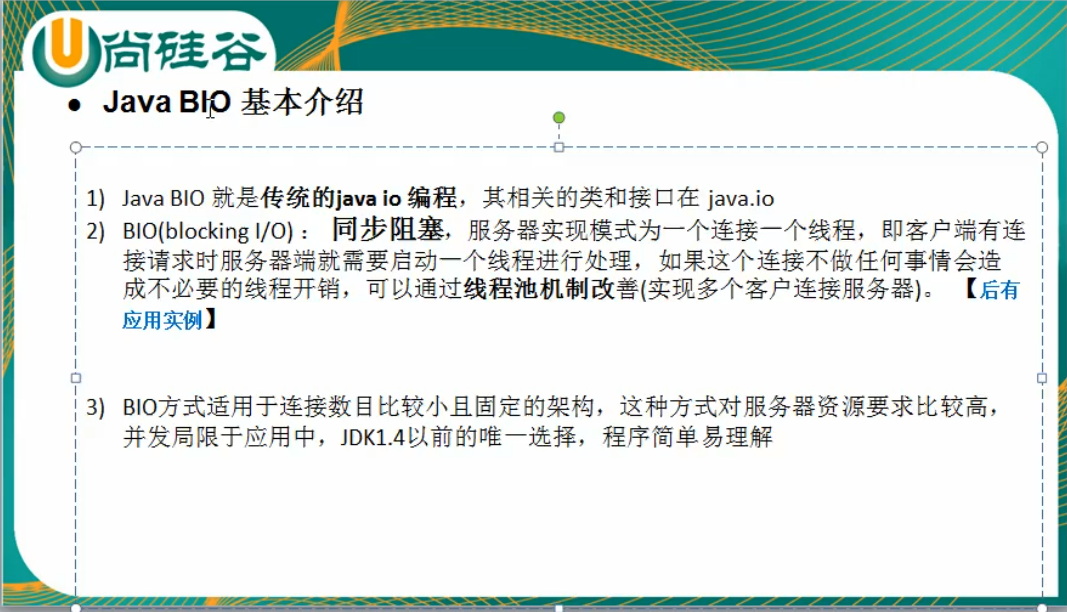 尚硅谷
● Java BIO 基本介绍
1) Java BIO 就是传统的java io 编程，其相关的类和接口在 java.io
2) BIO(blocking I/O)： 同步阻塞，服务器实现模式为一个连接一个线程，即客户端有连
接请求时服务器端就需要启动一个线程进行处理，如果这个连接不做任何事情会造
成不必要的线程开销，可以通过线程池机制改善(实现多个客户连接服务器)。 【后有
应用实例】
3) BIO方式适用于连接数目比较小且固定的架构，这种方式对服务器资源要求比较高，
并发局限于应用中，JDK1.4以前的唯一选择，程序简单易理解